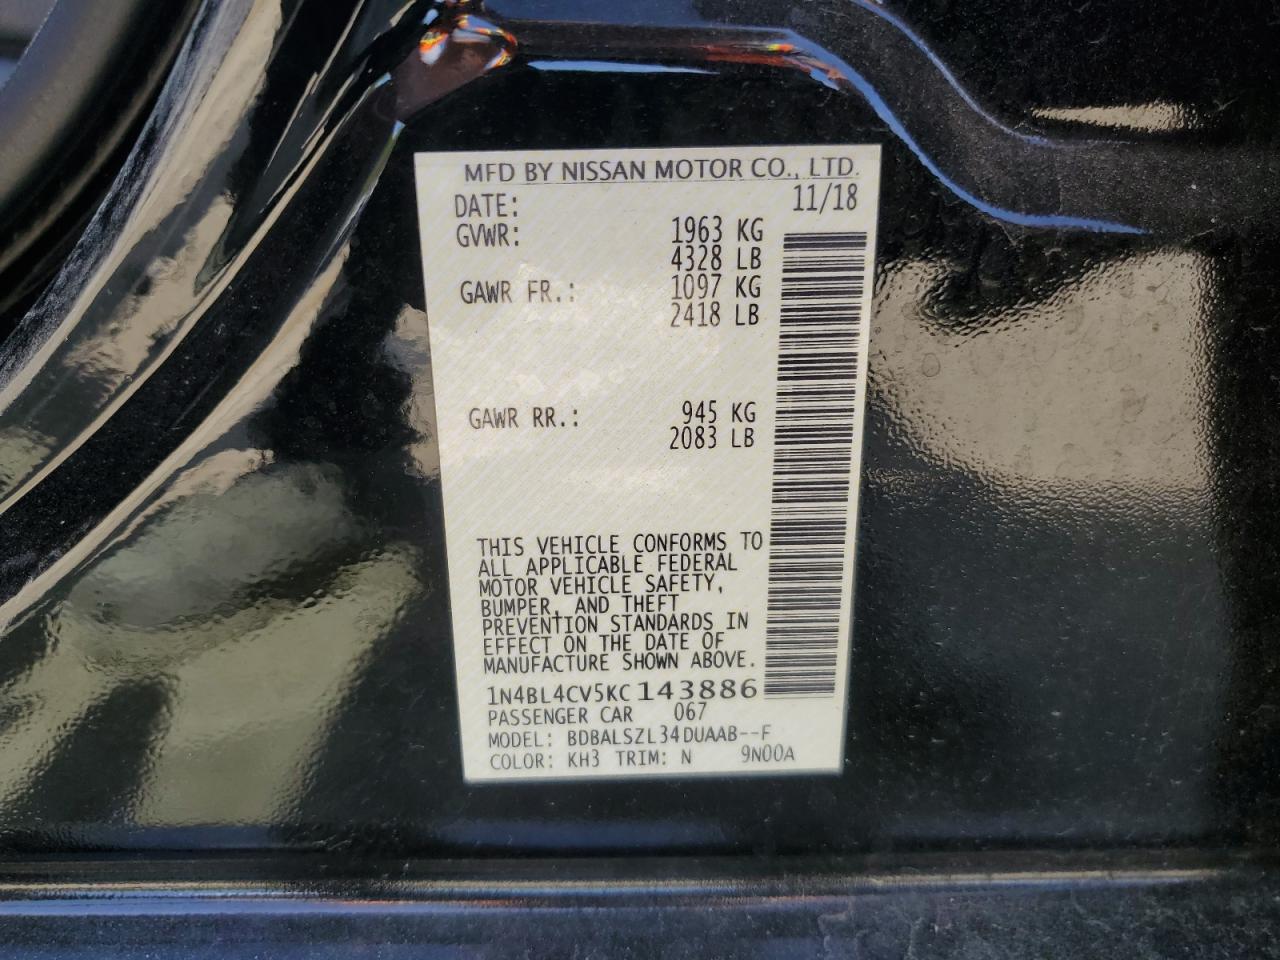 MFD BY NISSAN MOTOR CO., LTD.
DATE: 11/18
GVWR: 1963 KG
4328 LB
GAWR FR.: 1097 KG
2418 LB
GAWR RR.: 945 KG
2083 LB
THIS VEHICLE CONFORMS TO
ALL APPLICABLE FEDERAL
MOTOR VEHICLE SAFETY,
BUMPER, AND THEFT
PREVENTION STANDARDS IN
EFFECT ON THE DATE OF
MANUFACTURE SHOWN ABOVE.
1N4BL4CV5KC143886
PASSENGER CAR 067
MODEL: BDBALSZL34DUAAB--F
COLOR: KH3 TRIM: N 9N00A